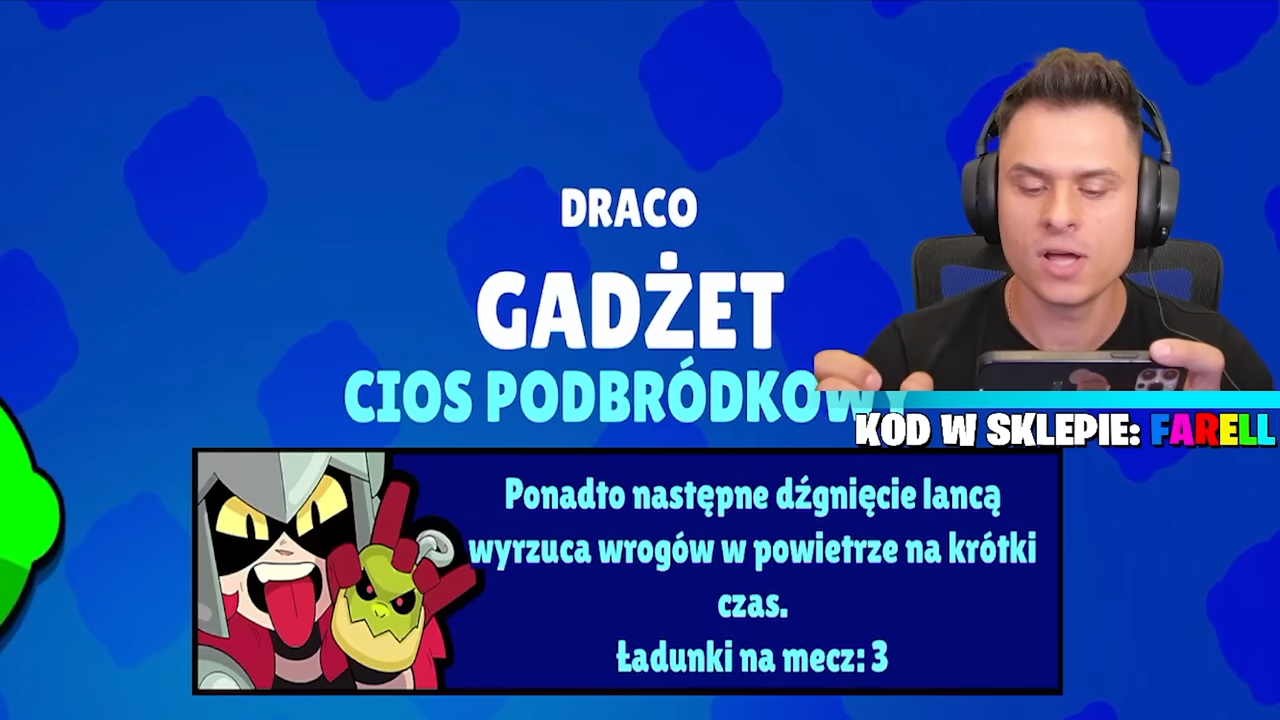 DRACO
GADŻET
CIOS PODBRÓDKOWY
KOD W SKLEPIE: FARELL
Ponadto następne dźgnięcie lancą
wyrzuca wrogów w powietrze na krótki
czas.
Ładunki na mecz: 3